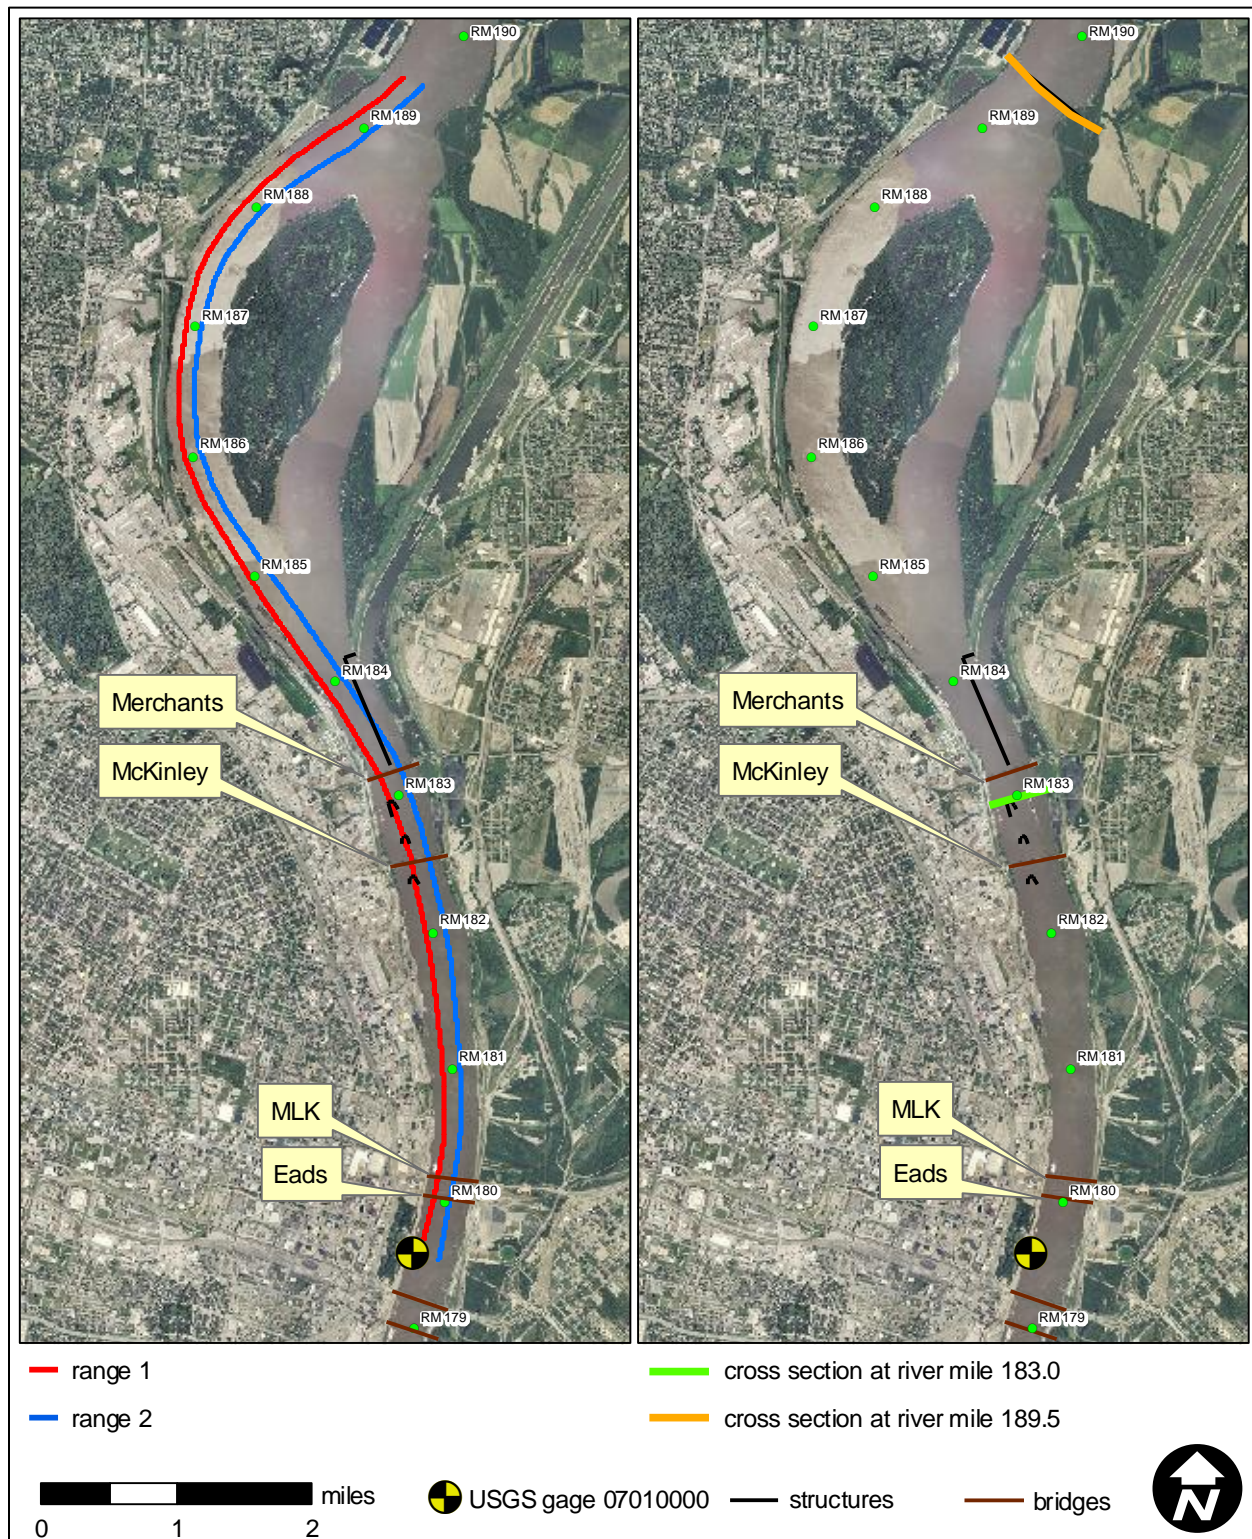 RM 190
RM 189
RM 188
RM 187
RM 186
RM 185
RM 184
Merchants
McKinley
RM 183
RM 182
RM 181
MLK
Eads
RM 180
RM 179
RM 190
RM 189
RM 188
RM 187
RM 186
RM 185
RM 184
Merchants
McKinley
RM 183
RM 182
RM 181
MLK
Eads
RM 180
RM 179
range 1
range 2
cross section at river mile 183.0
cross section at river mile 189.5
miles
0 1 2
USGS gage 07010000
structures
bridges
N